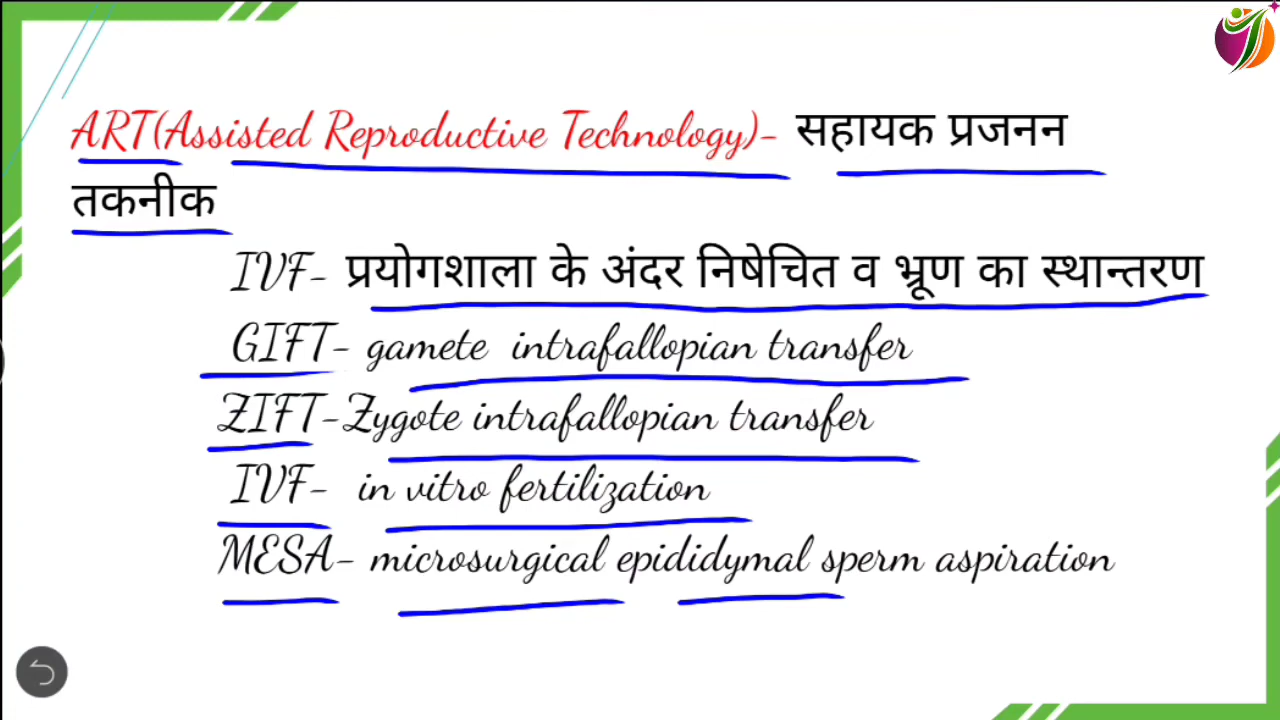 ART(Assisted Reproductive Technology)- सहायक प्रजनन
तकनीक
IVF- प्रयोगशाला के अंदर निषेचित व भ्रूण का स्थान्तरण
GIFT- gamete intrafallopian transfer
ZIFT-Zygote intrafallopian transfer
IVF- in vitro fertilization
MESA- microsurgical epididymal sperm aspiration